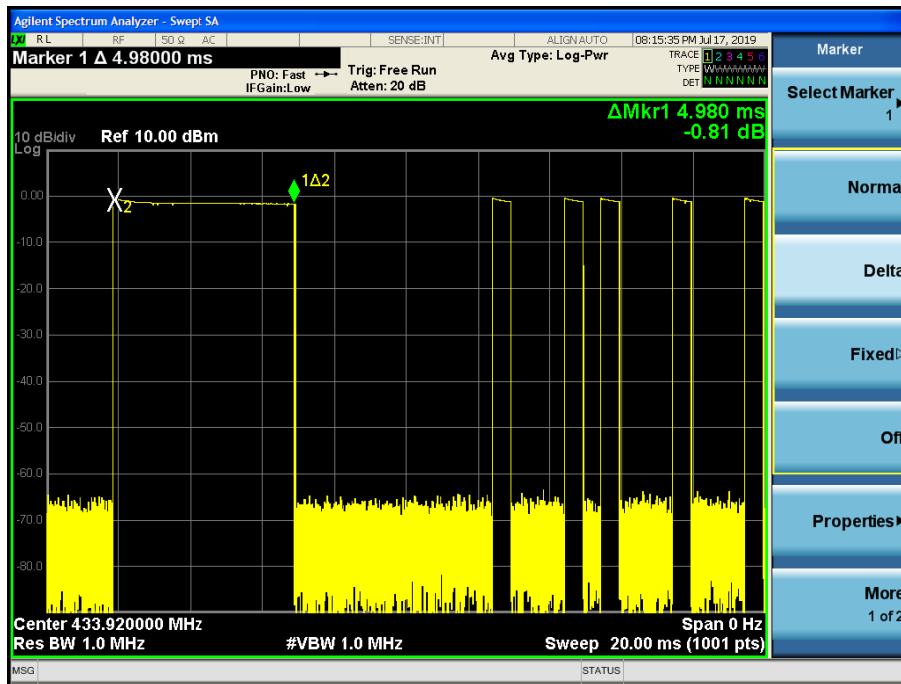 Agilent Spectrum Analyzer - Swept SA
LXI RL RF 50 Ω AC SENSE:INT ALIGN AUTO 08:15:35 PM Jul 17, 2019
Marker 1 Δ 4.98000 ms
PNO: Fast
IFGain:Low
Trig: Free Run
Atten: 20 dB
Avg Type: Log-Pwr
TRACE 1 2 3 4 5 6
TYPE WWWWWW
DET N N N N N N
ΔMkr1 4.980 ms
-0.81 dB
10 dB/div Ref 10.00 dBm
Log
1Δ2
0.00
X2
-10.0
-20.0
-30.0
-40.0
-50.0
-60.0
-70.0
-80.0
Center 433.920000 MHz Span 0 Hz
Res BW 1.0 MHz #VBW 1.0 MHz Sweep 20.00 ms (1001 pts)
MSG STATUS
Marker
Select Marker
1
Norma
Delta
Fixed
Of
Properties
More
1 of 2